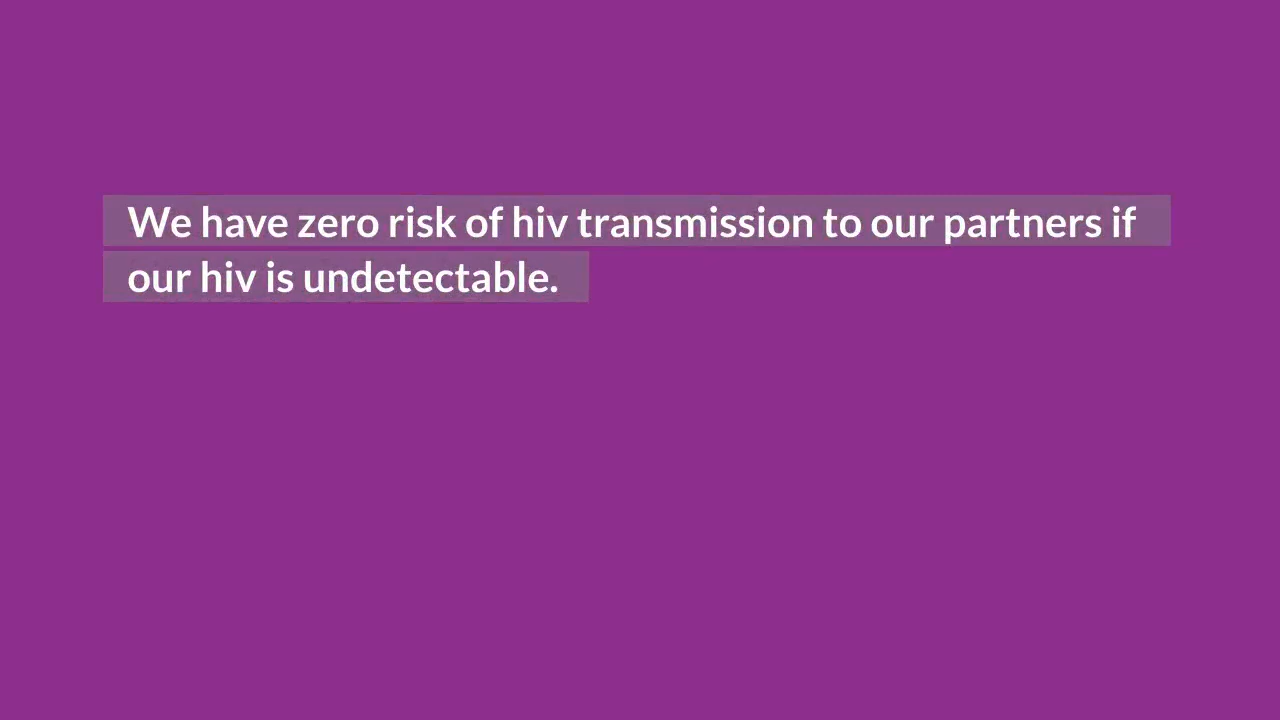 We have zero risk of hiv transmission to our partners if
our hiv is undetectable.